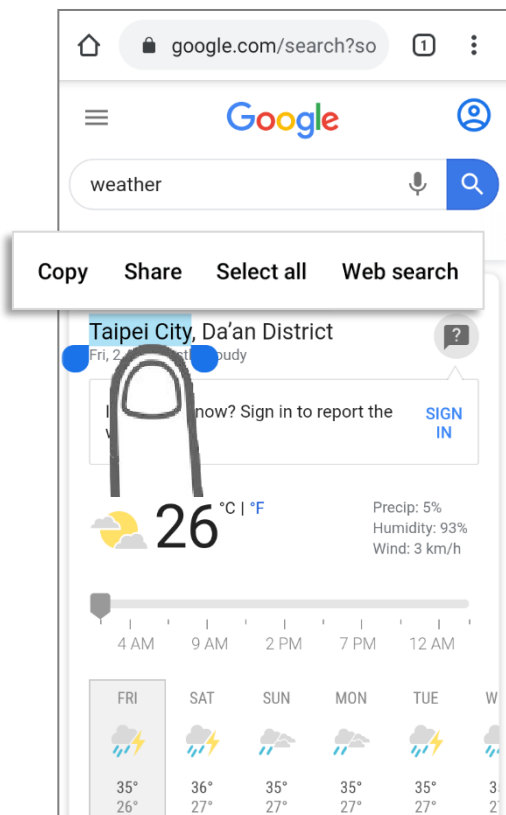 google.com/search?so
1
Google
weather
Copy Share Select all Web search
Taipei City, Da'an District
?
Fri, 2 oudy
now? Sign in to report the
SIGN
IN
26 °C | °F
Precip: 5%
Humidity: 93%
Wind: 3 km/h
4 AM 9 AM 2 PM 7 PM 12 AM
FRI SAT SUN MON TUE W
35° 36° 35° 35° 35° 3
26° 27° 27° 27° 27° 2